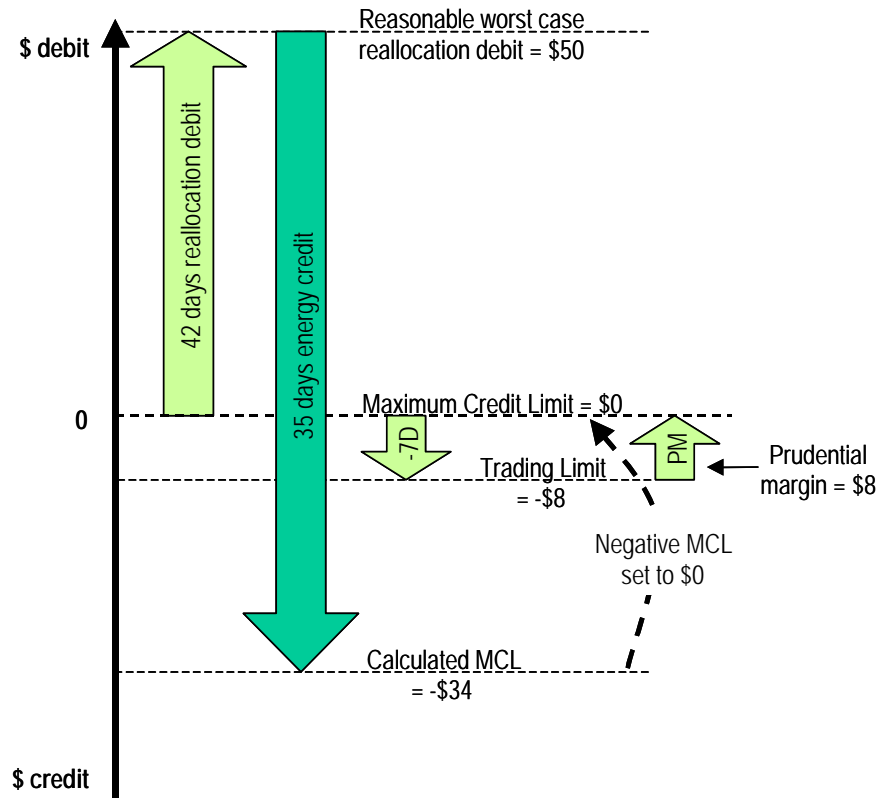 Reasonable worst case
reallocation debit = $50
$ debit
42 days reallocation debit
35 days energy credit
0
Maximum Credit Limit = $0
-7D
PM
Trading Limit
= -$8
Prudential
margin = $8
Negative MCL
set to $0
Calculated MCL
= -$34
$ credit